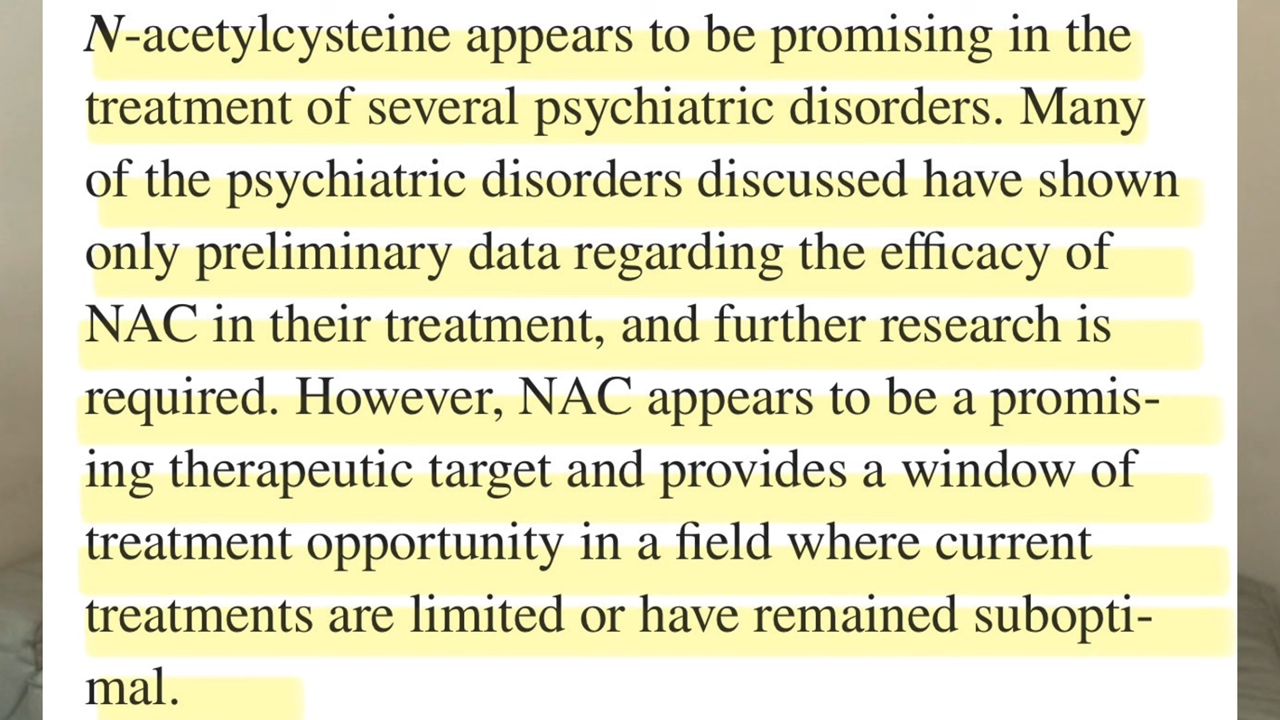 N-acetylcysteine appears to be promising in the
treatment of several psychiatric disorders. Many
of the psychiatric disorders discussed have shown
only preliminary data regarding the efficacy of
NAC in their treatment, and further research is
required. However, NAC appears to be a promis-
ing therapeutic target and provides a window of
treatment opportunity in a field where current
treatments are limited or have remained subopti-
mal.